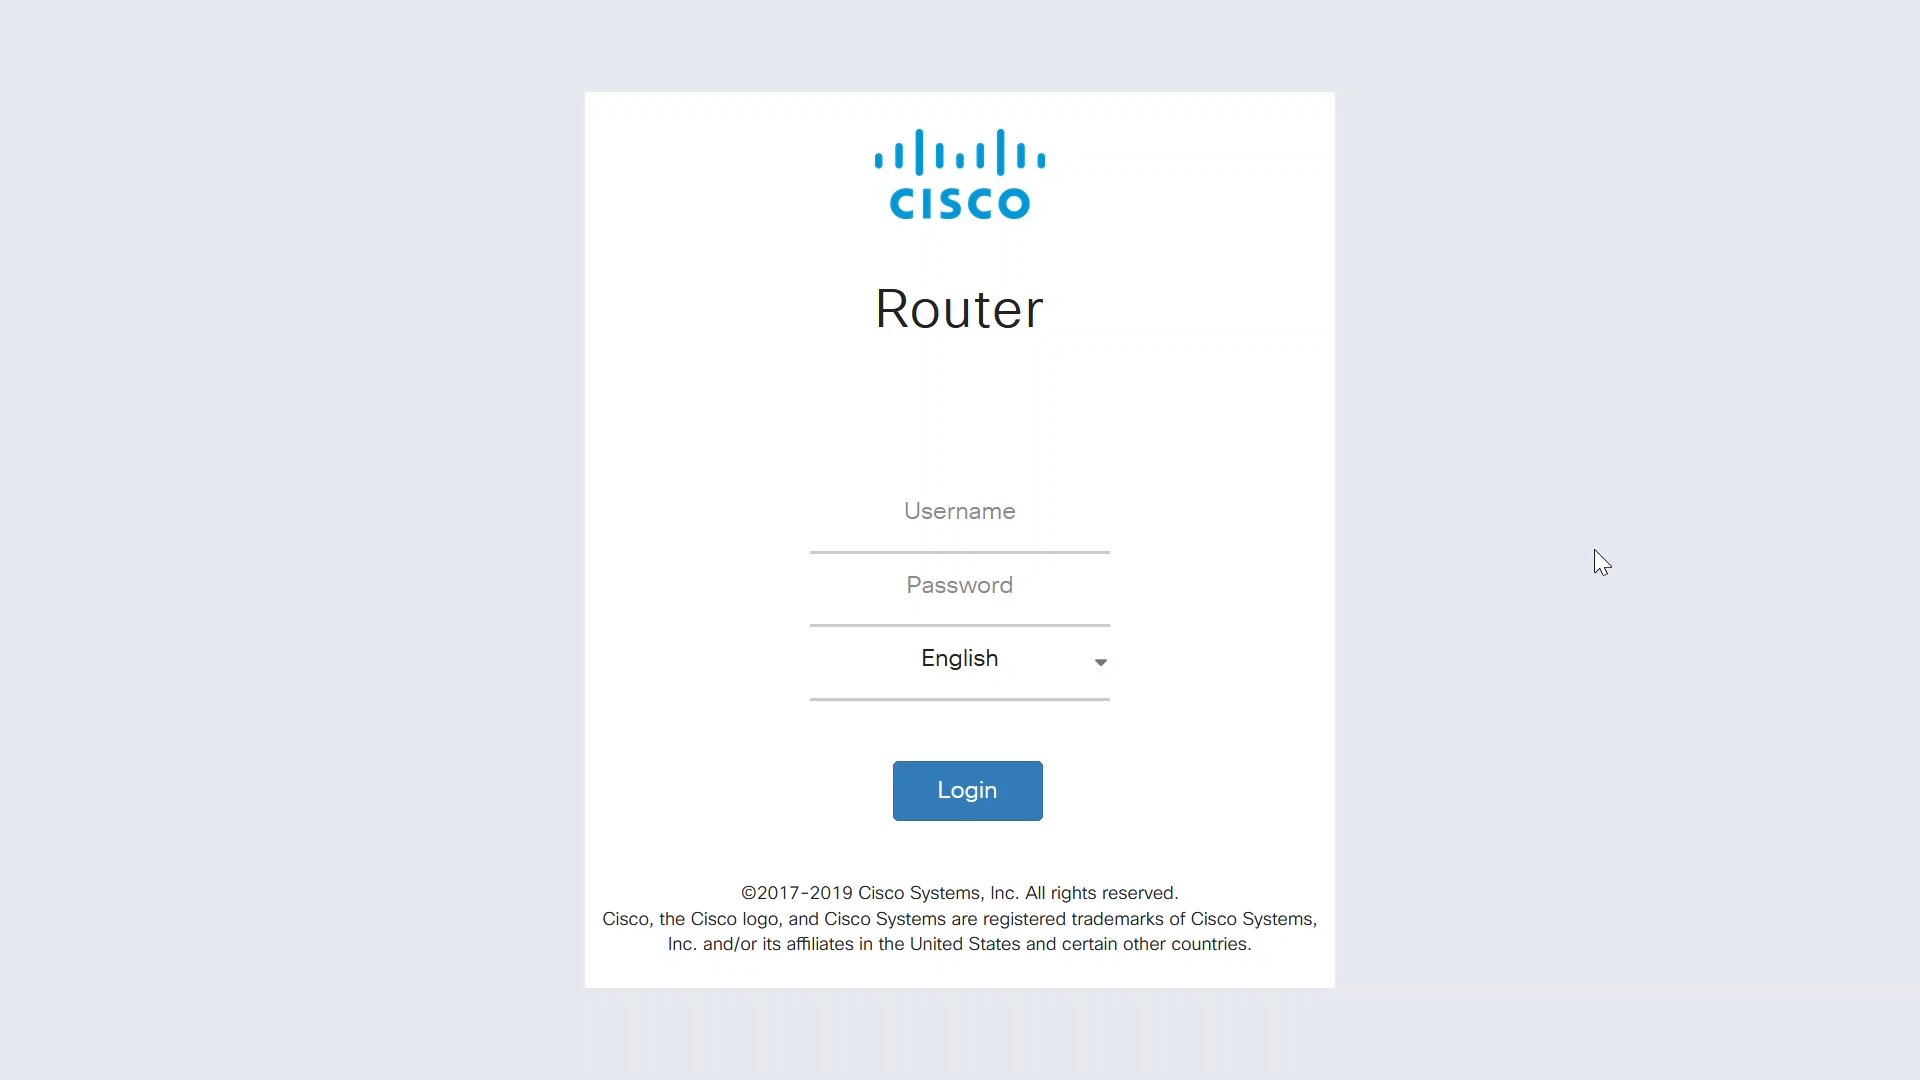 CISCO
Router
Username
Password
English
Login
©2017-2019 Cisco Systems, Inc. All rights reserved.
Cisco, the Cisco logo, and Cisco Systems are registered trademarks of Cisco Systems,
Inc. and/or its affiliates in the United States and certain other countries.